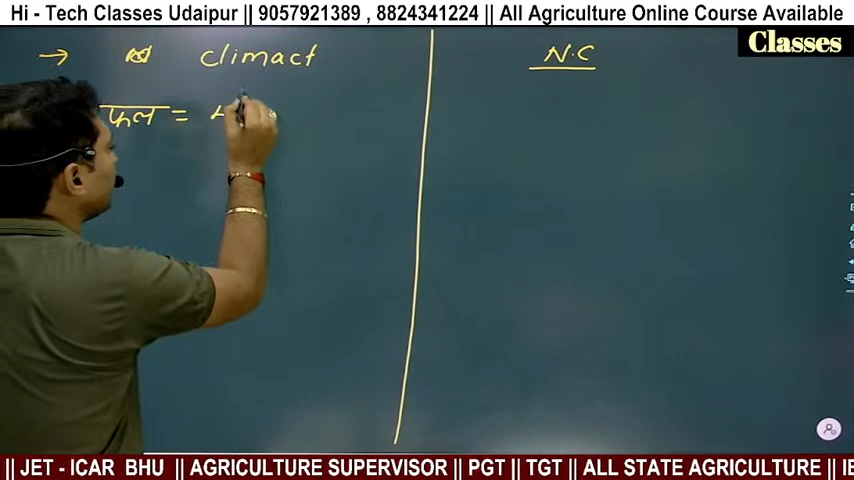 Hi - Tech Classes Udaipur || 9057921389 , 8824341224 || All Agriculture Online Course Available
Classes
→ climact
N.C
फल =
|| JET - ICAR BHU || AGRICULTURE SUPERVISOR || PGT || TGT || ALL STATE AGRICULTURE ||